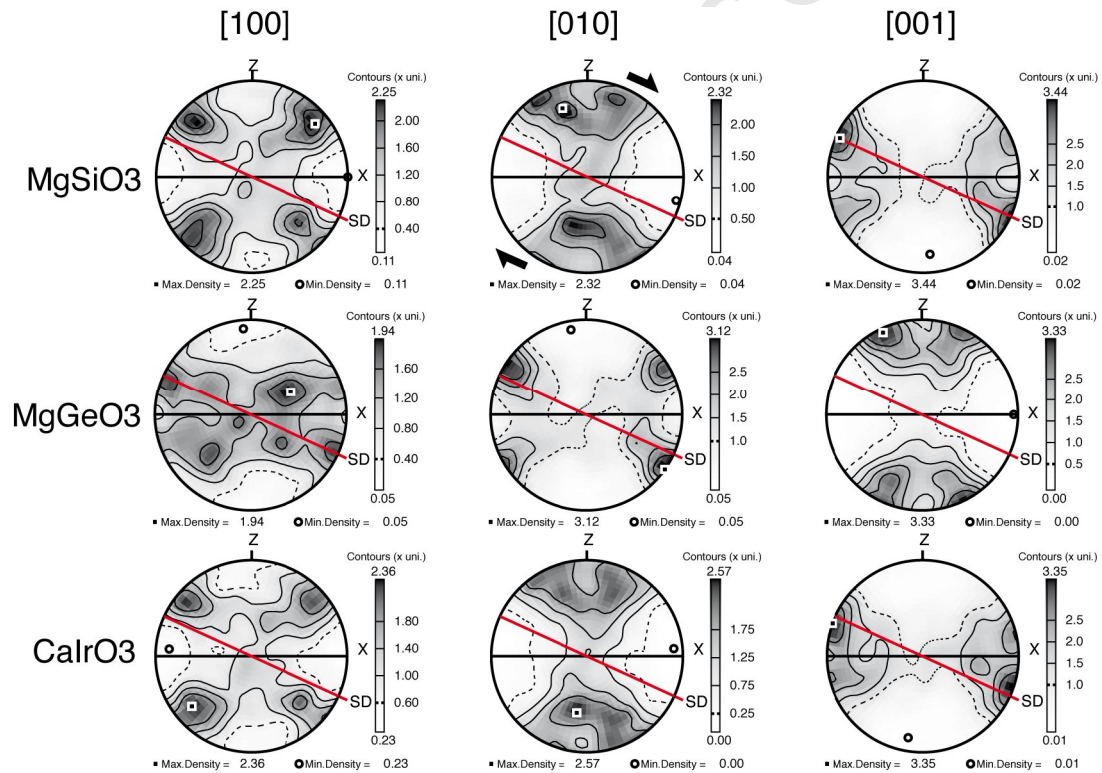 [100] [010] [001]
MgSiO3
Z
Contours (x uni.)
2.25
2.00
1.60
1.20
0.80
0.40
0.11
X
SD
Max.Density = 2.25 Min.Density = 0.11
Z
Contours (x uni.)
2.32
2.00
1.50
1.00
0.50
0.04
X
SD
Max.Density = 2.32 Min.Density = 0.04
Contours (x uni.)
3.44
2.5
2.0
1.5
1.0
0.02
X
SD
Max.Density = 3.44 Min.Density = 0.02
MgGeO3
Z
Contours (x uni.)
1.94
1.60
1.20
0.80
0.40
0.05
X
SD
Max.Density = 1.94 Min.Density = 0.05
Z
Contours (x uni.)
3.12
2.5
2.0
1.5
1.0
0.05
X
SD
Max.Density = 3.12 Min.Density = 0.05
Z
Contours (x uni.)
3.33
2.5
2.0
1.5
1.0
0.5
0.00
X
SD
Max.Density = 3.33 Min.Density = 0.00
CaIrO3
Z
Contours (x uni.)
2.36
1.80
1.40
1.00
0.60
0.23
X
SD
Max.Density = 2.36 Min.Density = 0.23
Z
Contours (x uni.)
2.57
1.75
1.25
0.75
0.25
0.00
X
SD
Max.Density = 2.57 Min.Density = 0.00
Z
Contours (x uni.)
3.35
2.5
2.0
1.5
1.0
0.01
X
SD
Max.Density = 3.35 Min.Density = 0.01